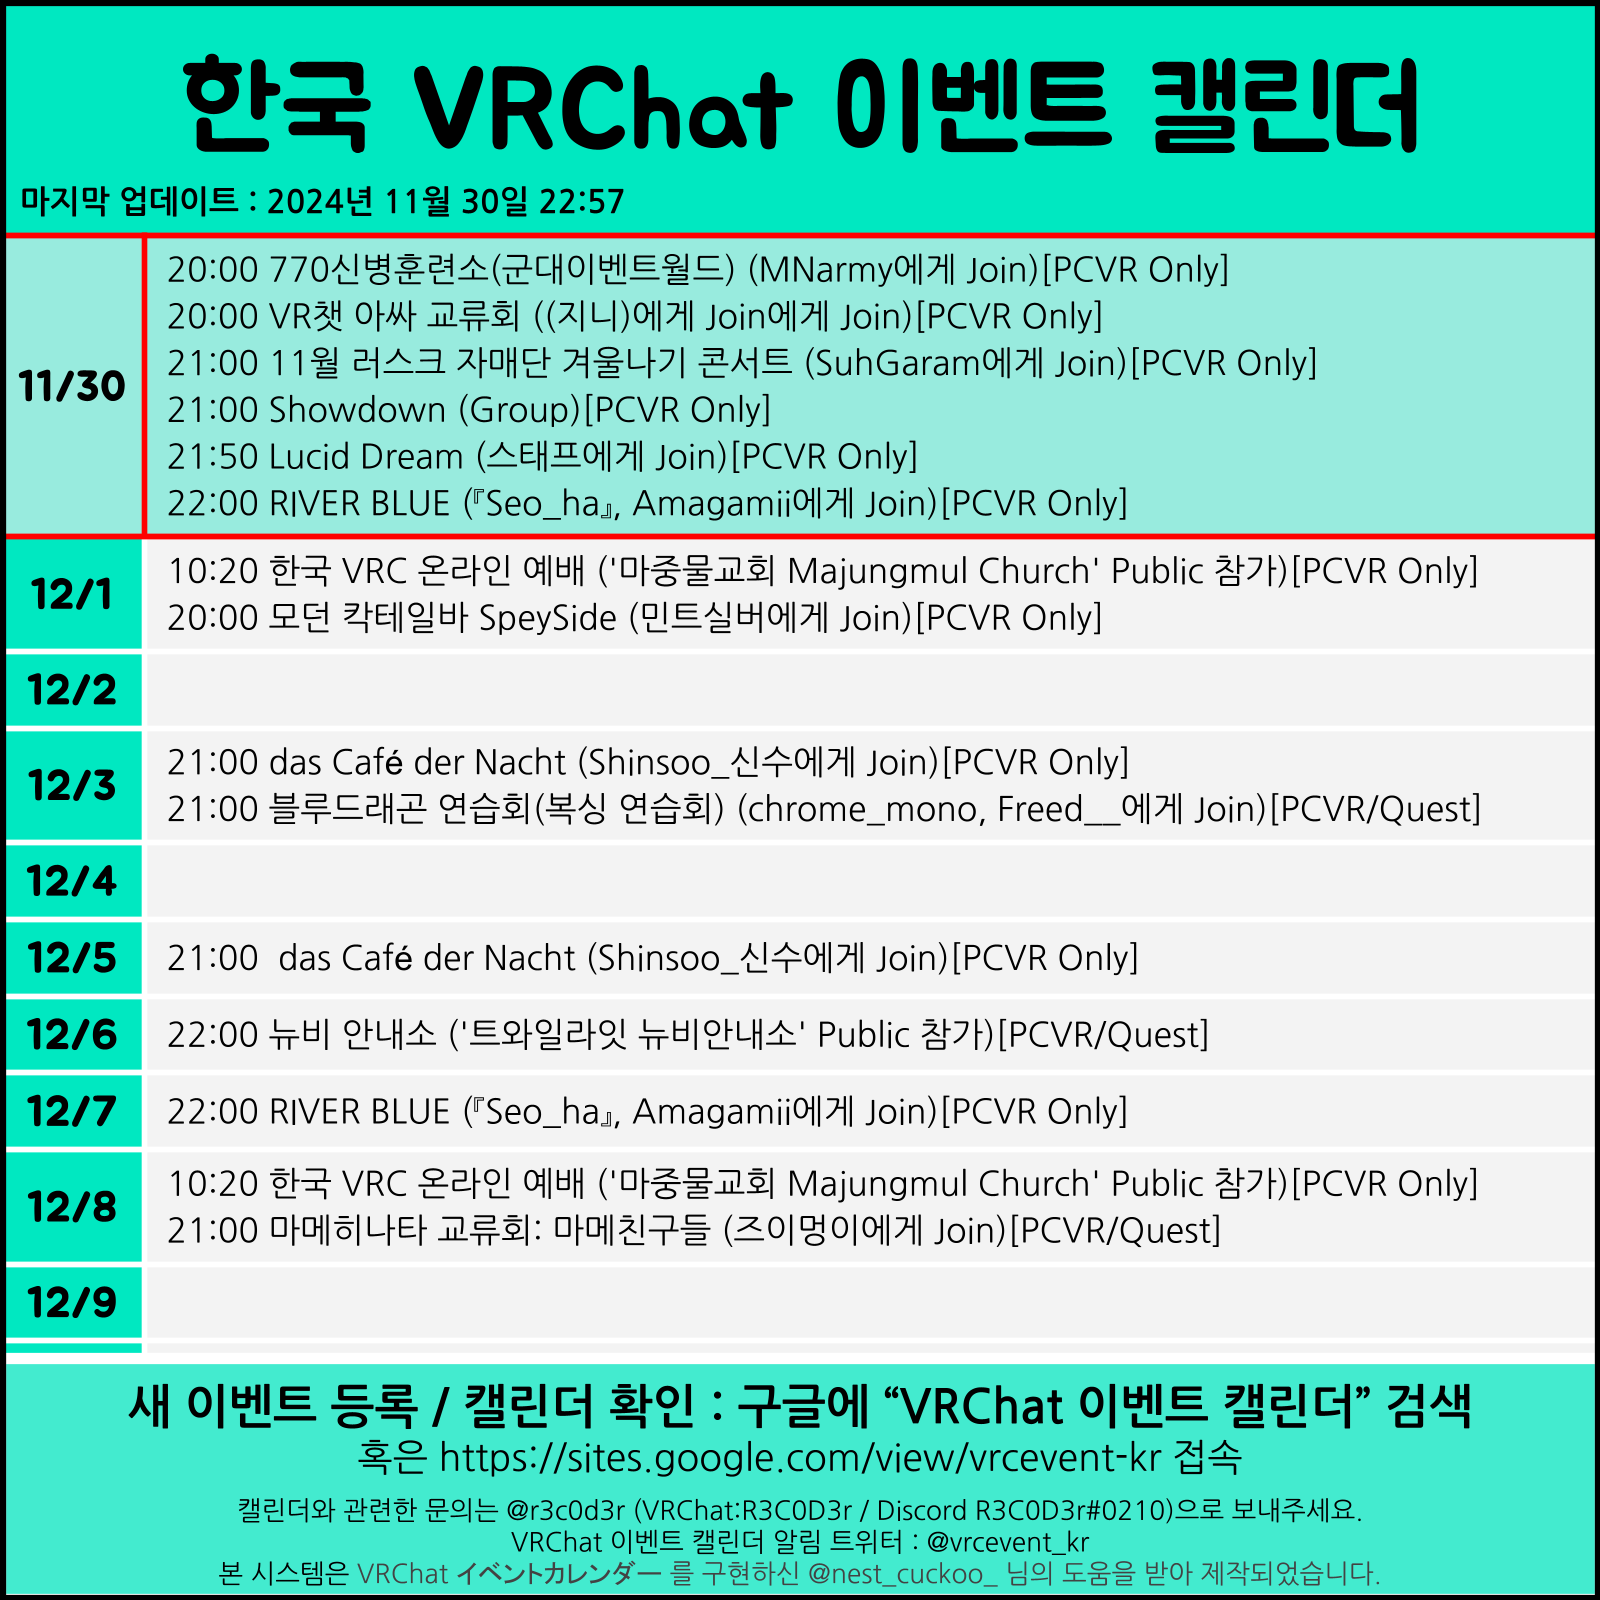 한국 VRChat 이벤트 캘린더
마지막 업데이트 : 2024년 11월 30일 22:57
11/30
20:00 770신병훈련소(군대이벤트월드) (MNarmy에게 Join)[PCVR Only]
20:00 VR챗 아싸 교류회 ((지니)에게 Join에게 Join)[PCVR Only]
21:00 11월 러스크 자매단 겨울나기 콘서트 (SuhGaram에게 Join)[PCVR Only]
21:00 Showdown (Group)[PCVR Only]
21:50 Lucid Dream (스태프에게 Join)[PCVR Only]
22:00 RIVER BLUE (『Seo_ha』, Amagamii에게 Join)[PCVR Only]
12/1
10:20 한국 VRC 온라인 예배 ('마중물교회 Majungmul Church' Public 참가)[PCVR Only]
20:00 모던 칵테일바 SpeySide (민트실버에게 Join)[PCVR Only]
12/2
12/3
21:00 das Café der Nacht (Shinsoo_신수에게 Join)[PCVR Only]
21:00 블루드래곤 연습회(복싱 연습회) (chrome_mono, Freed__에게 Join)[PCVR/Quest]
12/4
12/5
21:00  das Café der Nacht (Shinsoo_신수에게 Join)[PCVR Only]
12/6
22:00 뉴비 안내소 ('트와일라잇 뉴비안내소' Public 참가)[PCVR/Quest]
12/7
22:00 RIVER BLUE (『Seo_ha』, Amagamii에게 Join)[PCVR Only]
12/8
10:20 한국 VRC 온라인 예배 ('마중물교회 Majungmul Church' Public 참가)[PCVR Only]
21:00 마메히나타 교류회: 마메친구들 (즈이멍이에게 Join)[PCVR/Quest]
12/9
새 이벤트 등록 / 캘린더 확인 : 구글에 “VRChat 이벤트 캘린더” 검색
혹은 https://sites.google.com/view/vrcevent-kr 접속
캘린더와 관련한 문의는 @r3c0d3r (VRChat:R3C0D3r / Discord R3C0D3r#0210)으로 보내주세요.
VRChat 이벤트 캘린더 알림 트위터 : @vrcevent_kr
본 시스템은 VRChat イベントカレンダー 를 구현하신 @nest_cuckoo_ 님의 도움을 받아 제작되었습니다.